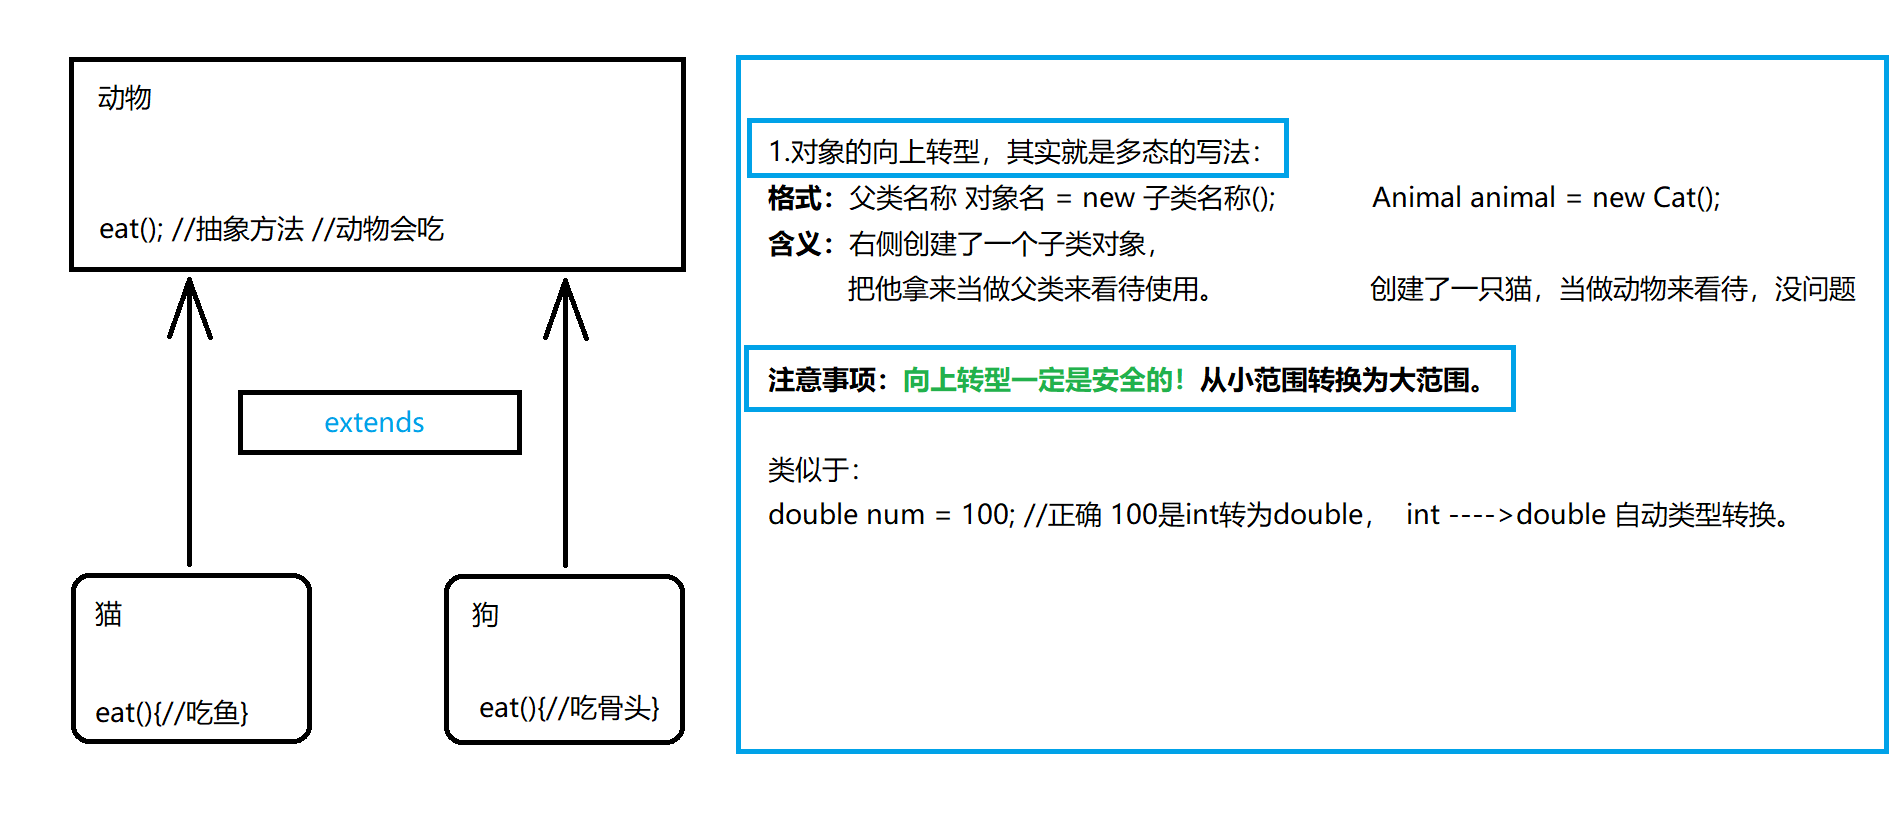 动物
eat(); //抽象方法 //动物会吃
extends
猫
eat(){//吃鱼}
狗
eat(){//吃骨头}
1.对象的向上转型，其实就是多态的写法：
格式：父类名称 对象名 = new 子类名称();	Animal animal = new Cat();
含义：右侧创建了一个子类对象，
把他拿来当做父类来看待使用。	创建了一只猫，当做动物来看待，没问题
注意事项：向上转型一定是安全的！从小范围转换为大范围。
类似于：
double num = 100; //正确 100是int转为double， int ---->double 自动类型转换。